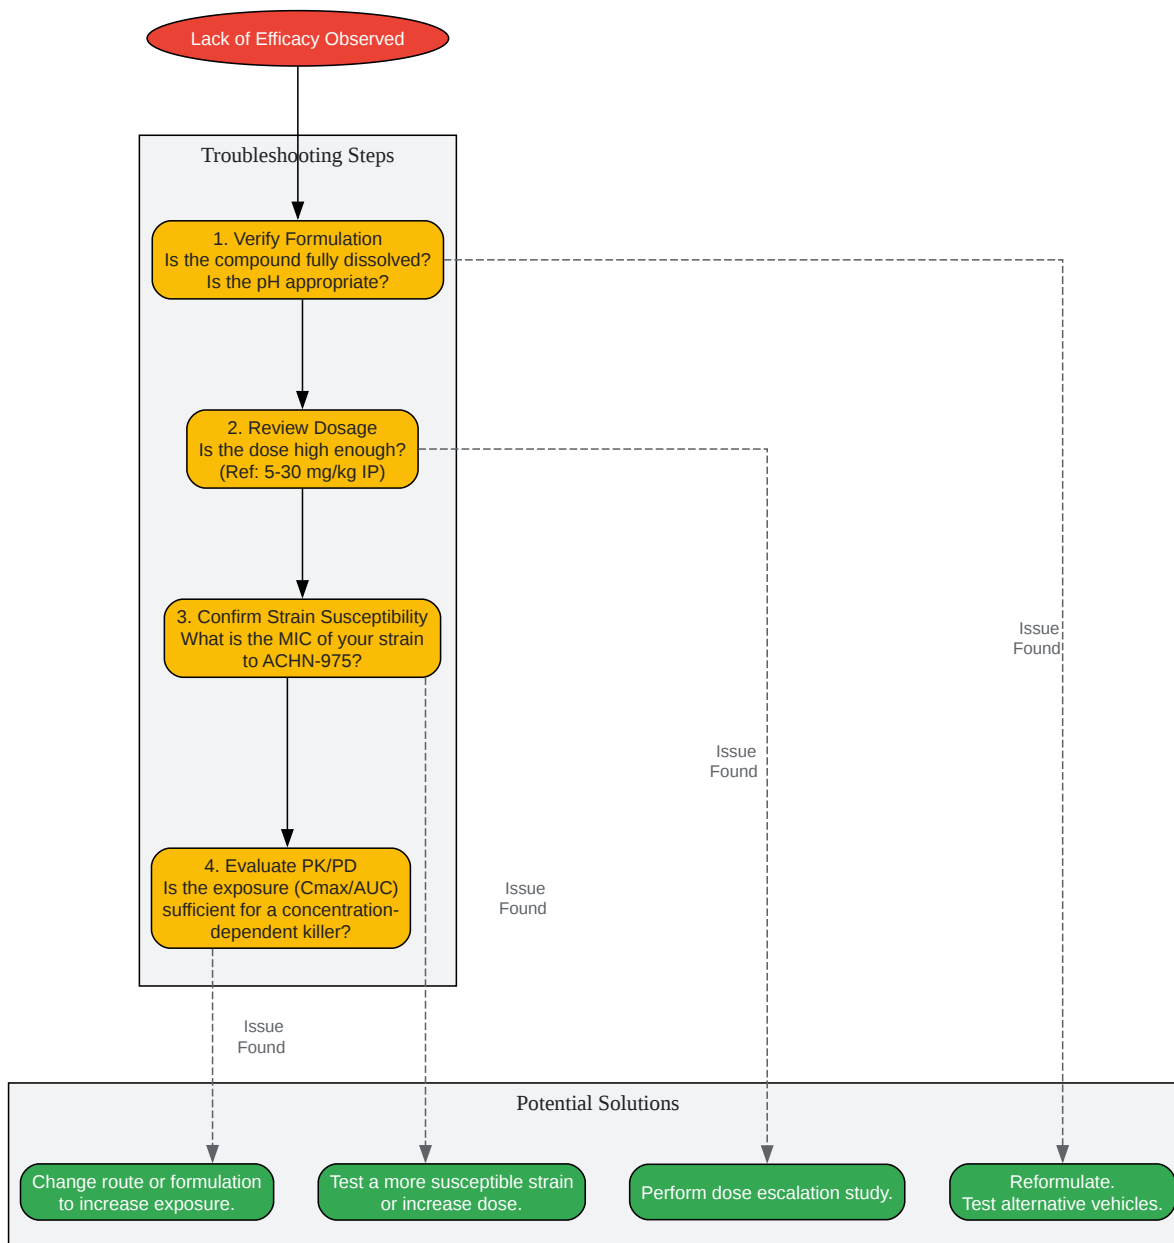 Lack of Efficacy Observed
Troubleshooting Steps
1. Verify Formulation
Is the compound fully dissolved?
Is the pH appropriate?
2. Review Dosage
Is the dose high enough?
(Ref: 5-30 mg/kg IP)
3. Confirm Strain Susceptibility
What is the MIC of your strain
to ACHN-975?
Issue
Found
Issue
Found
4. Evaluate PK/PD
Is the exposure (Cmax/AUC)
sufficient for a concentration-
dependent killer?
Issue
Found
Issue
Found
Potential Solutions
Change route or formulation
to increase exposure.
Test a more susceptible strain
or increase dose.
Perform dose escalation study.
Reformulate.
Test alternative vehicles.